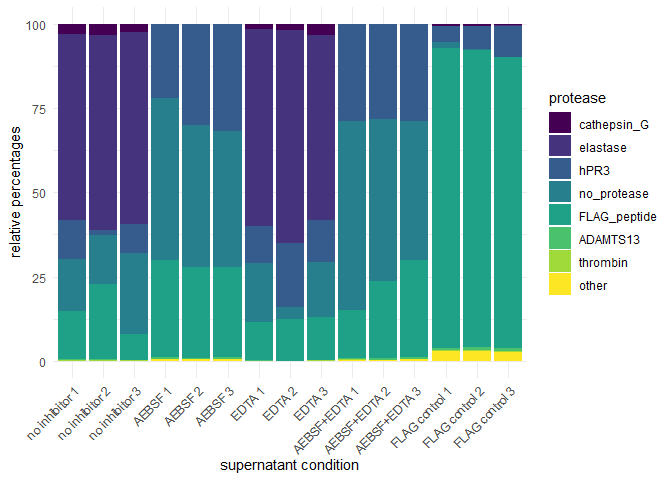 100
75
50
25
0
relative percentages
no inhibitor 1
no inhibitor 2
no inhibitor 3
AEBSF 1
AEBSF 2
AEBSF 3
EDTA 1
EDTA 2
EDTA 3
AEBSF+EDTA 1
AEBSF+EDTA 2
AEBSF+EDTA 3
FLAG control 1
FLAG control 2
FLAG control 3
supernatant condition
protease
cathepsin_G
elastase
hPR3
no_protease
FLAG_peptide
ADAMTS13
thrombin
other